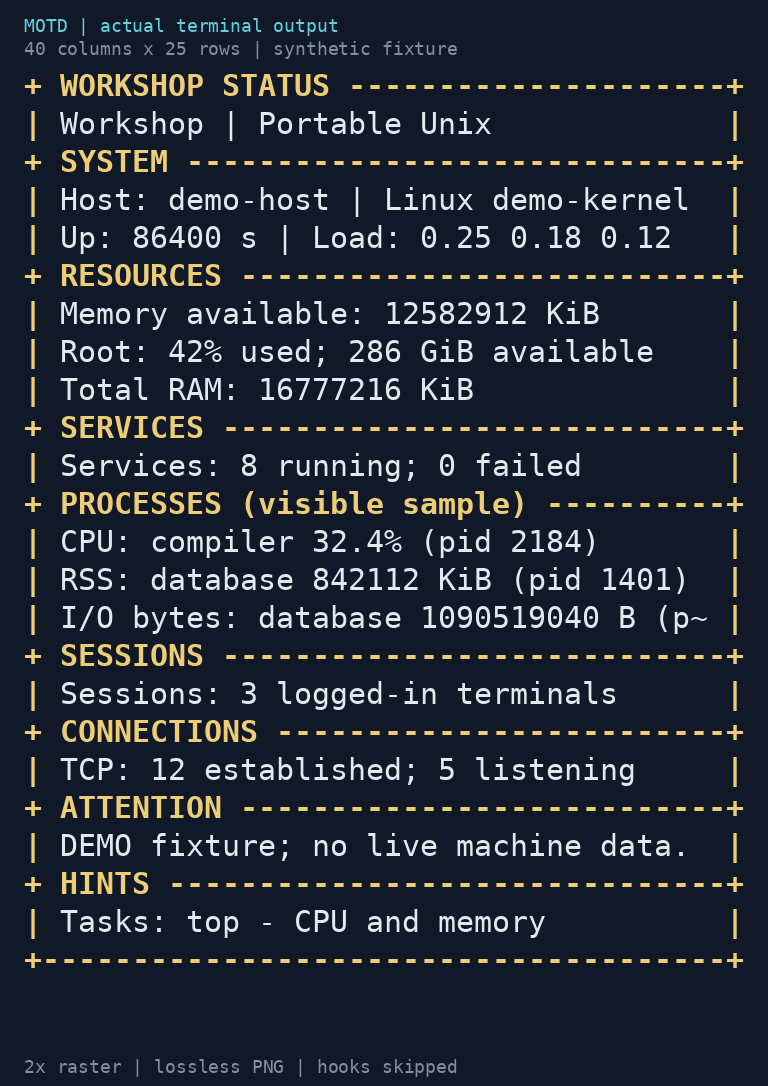 MOTD | actual terminal output
40 columns x 25 rows | synthetic fixture
+ WORKSHOP STATUS ---------------------+
| Workshop | Portable Unix             |
+ SYSTEM ------------------------------+
| Host: demo-host | Linux demo-kernel  |
| Up: 86400 s | Load: 0.25 0.18 0.12   |
+ RESOURCES ---------------------------+
| Memory available: 12582912 KiB       |
| Root: 42% used; 286 GiB available    |
| Total RAM: 16777216 KiB              |
+ SERVICES ----------------------------+
| Services: 8 running; 0 failed        |
+ PROCESSES (visible sample) ----------+
| CPU: compiler 32.4% (pid 2184)       |
| RSS: database 842112 KiB (pid 1401)  |
| I/O bytes: database 1090519040 B (p~ |
+ SESSIONS ----------------------------+
| Sessions: 3 logged-in terminals      |
+ CONNECTIONS -------------------------+
| TCP: 12 established; 5 listening     |
+ ATTENTION ---------------------------+
| DEMO fixture; no live machine data.  |
+ HINTS -------------------------------+
| Tasks: top - CPU and memory          |
+--------------------------------------+
2x raster | lossless PNG | hooks skipped